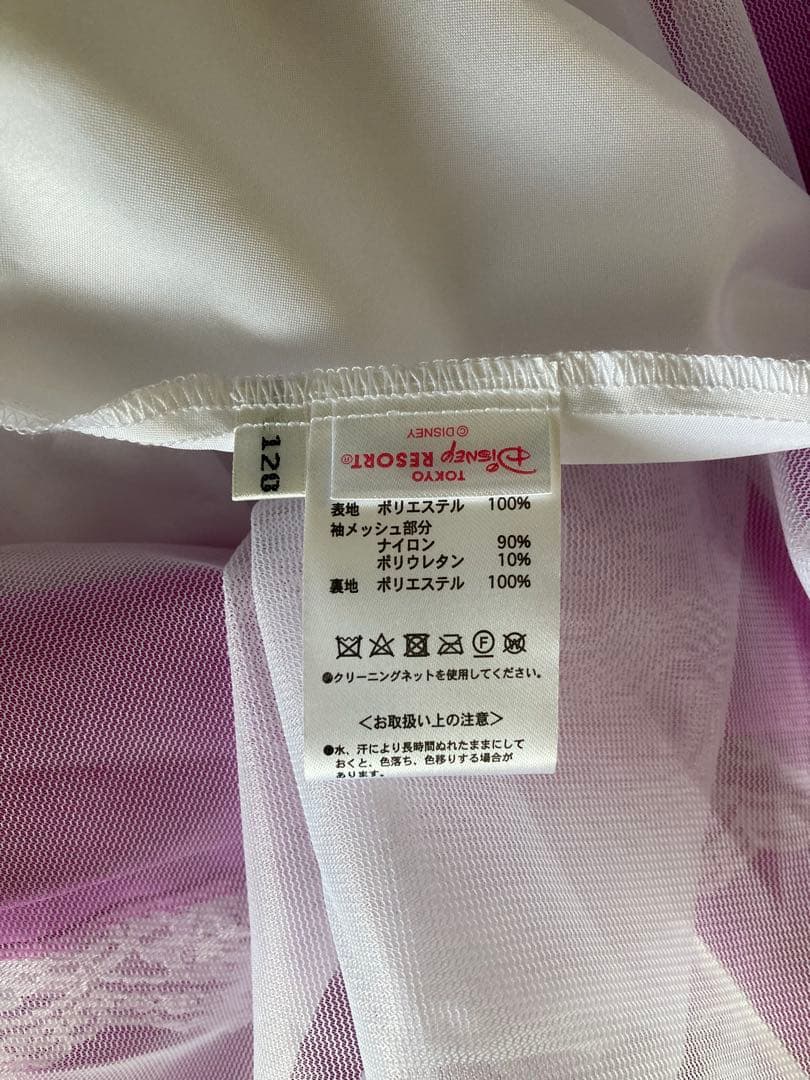 120
© DISNEY
Disney RESORT®
TOKYO
表地 ポリエステル 100%
袖メッシュ部分
ナイロン 90%
ポリウレタン 10%
裏地 ポリエステル 100%
F W
●クリーニングネットを使用してください。
＜お取扱い上の注意＞
●水、汗により長時間ぬれたままにして
おくと、色落ち、色移りする場合が
あります。